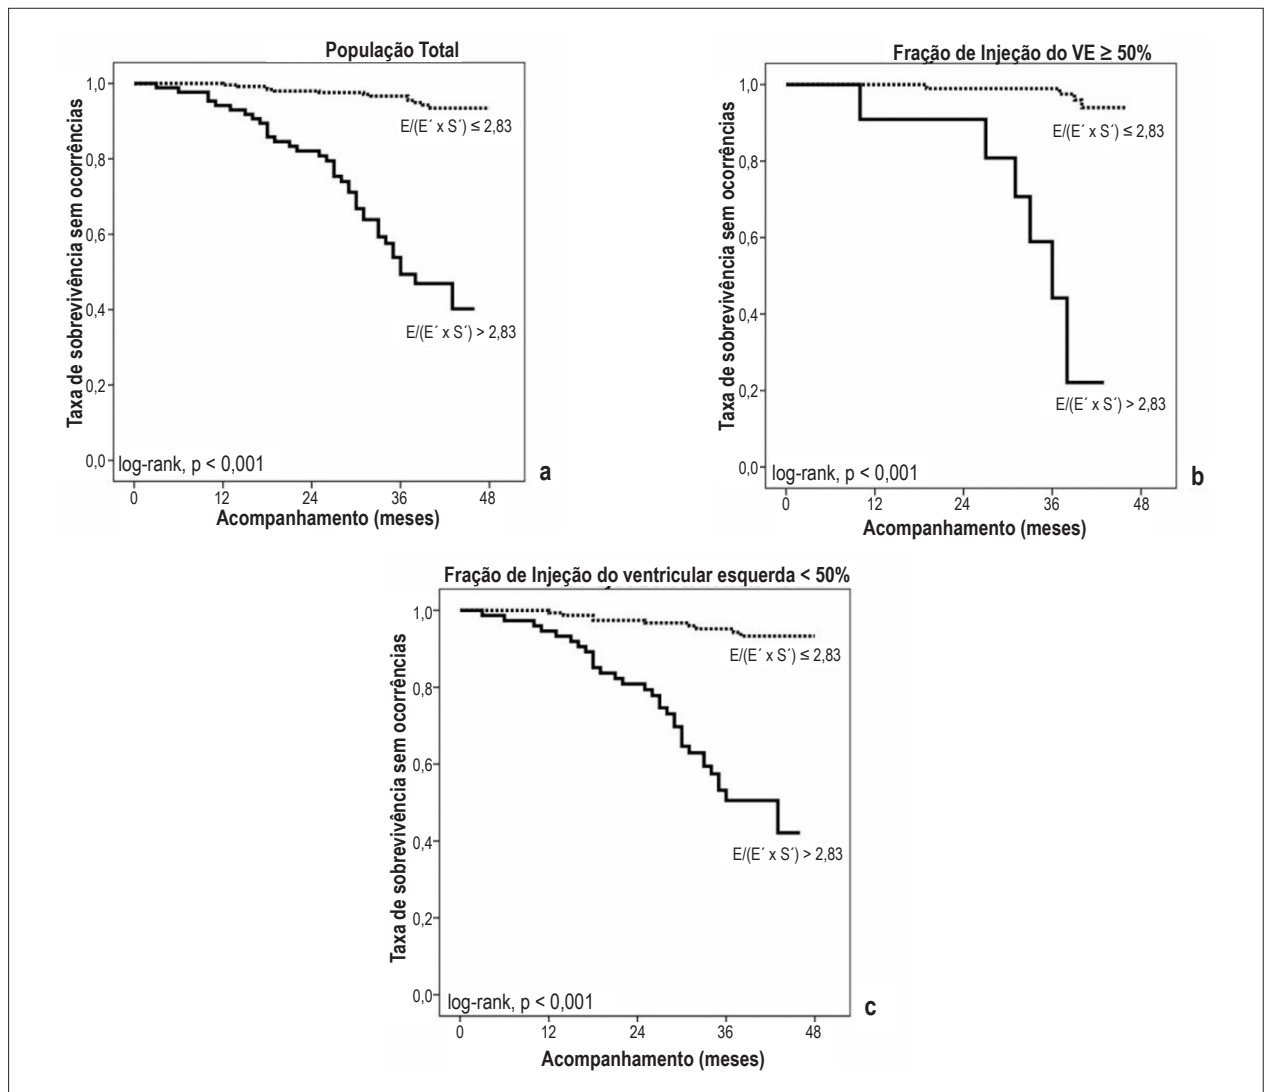 População Total
Taxa de sobrevivência sem ocorrências
1,0
0,8
0,6
0,4
0,2
0,0
E/(E´ x S´) ≤ 2,83
E/(E´ x S´) > 2,83
log-rank, p < 0,001
0 12 24 36 48
Acompanhamento (meses)
a
Fração de Injeção do VE ≥ 50%
Taxa de sobrevivência sem ocorrências
1,0
0,8
0,6
0,4
0,2
0,0
E/(E´ x S´) ≤ 2,83
E/(E´ x S´) > 2,83
log-rank, p < 0,001
0 12 24 36 48
Acompanhamento (meses)
b
Fração de Injeção do ventricular esquerda < 50%
Taxa de sobrevivência sem ocorrências
1,0
0,8
0,6
0,4
0,2
0,0
E/(E´ x S´) ≤ 2,83
E/(E´ x S´) > 2,83
log-rank, p < 0,001
0 12 24 36 48
Acompanhamento (meses)
c